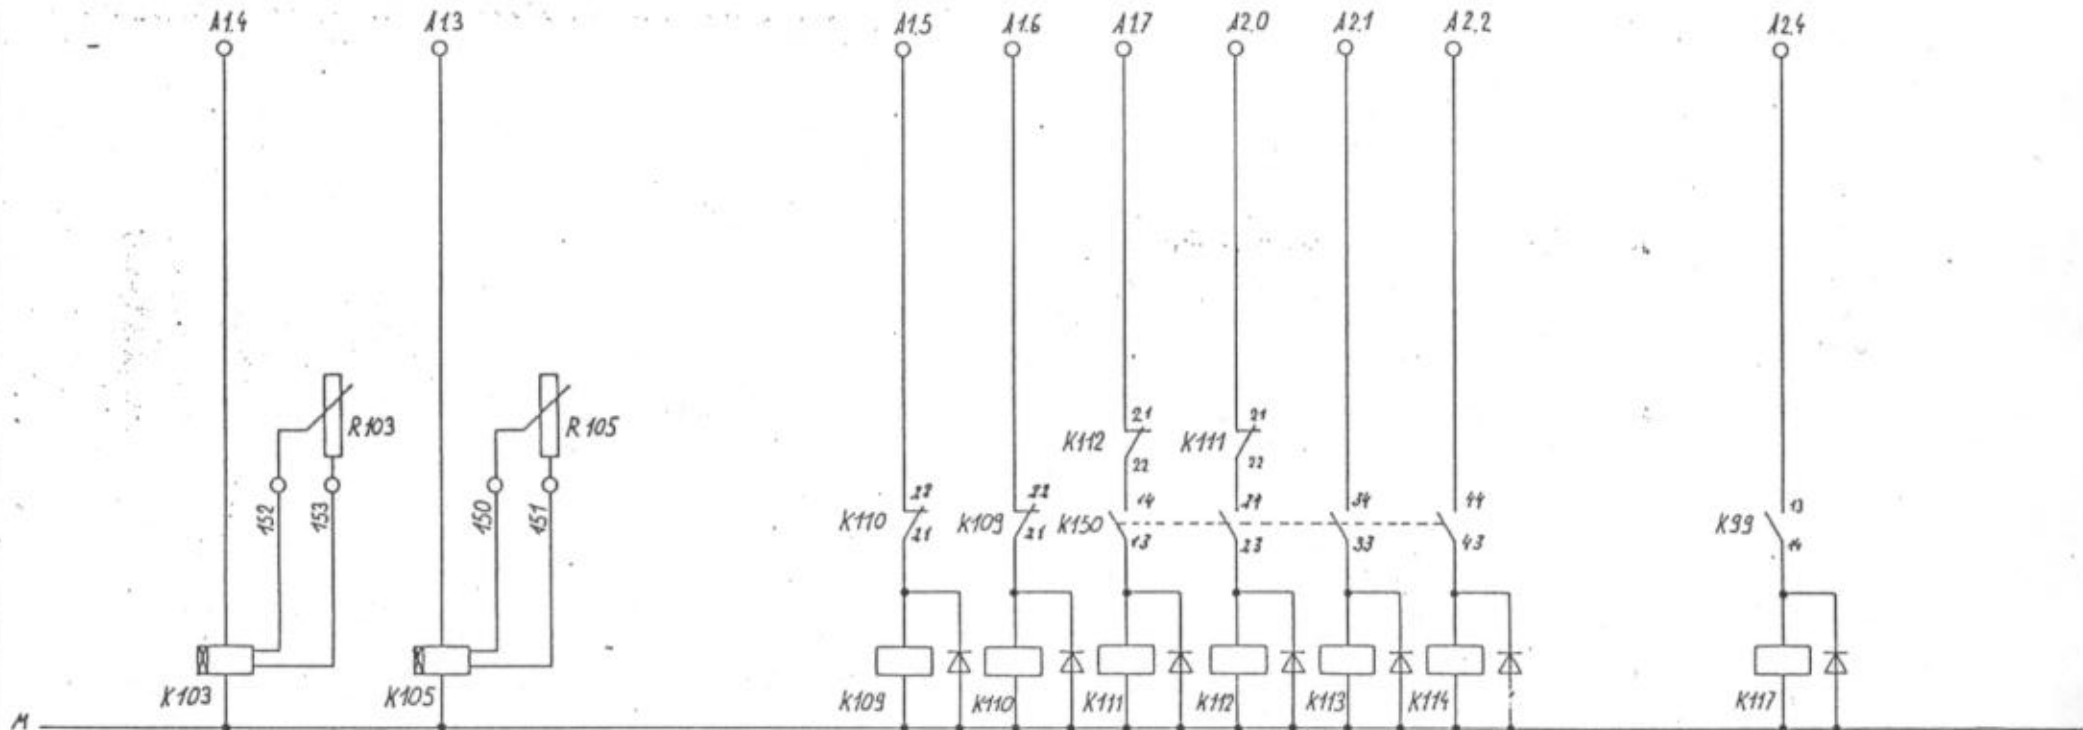 A1.4 A1.3 A1.5 A1.6 A1.7 A2.0 A2.1 A2.2 A2.4
R103 R105
21 21
K112 K111
22 22
152 153 150 151
22 22 14 24 34 44 13
K110 K109 K150 K99
21 21 13 23 33 43 14
K103 K105 K109 K110 K111 K112 K113 K114 K117
M